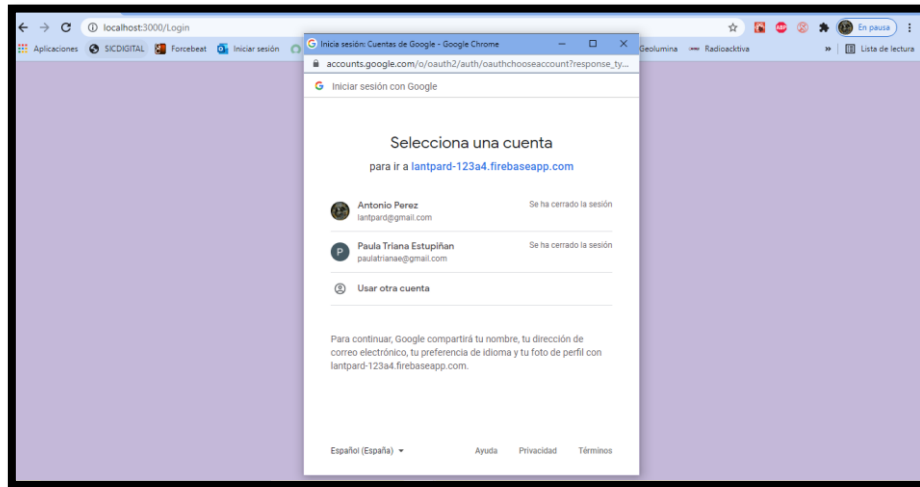 localhost:3000/Login
En pausa
Aplicaciones
SICDIGITAL
Forcebeat
Iniciar sesión
Geolumina
Radioacktiva
»
Lista de lectura
Inicia sesión: Cuentas de Google - Google Chrome
accounts.google.com/o/oauth2/auth/oauthchooseaccount?response_ty...
Iniciar sesión con Google
Selecciona una cuenta
para ir a lantpard-123a4.firebaseapp.com
Antonio Perez
Se ha cerrado la sesión
lantpard@gmail.com
P
Paula Triana Estupiñan
Se ha cerrado la sesión
paulatrianae@gmail.com
Usar otra cuenta
Para continuar, Google compartirá tu nombre, tu dirección de
correo electrónico, tu preferencia de idioma y tu foto de perfil con
lantpard-123a4.firebaseapp.com.
Español (España)
Ayuda
Privacidad
Términos